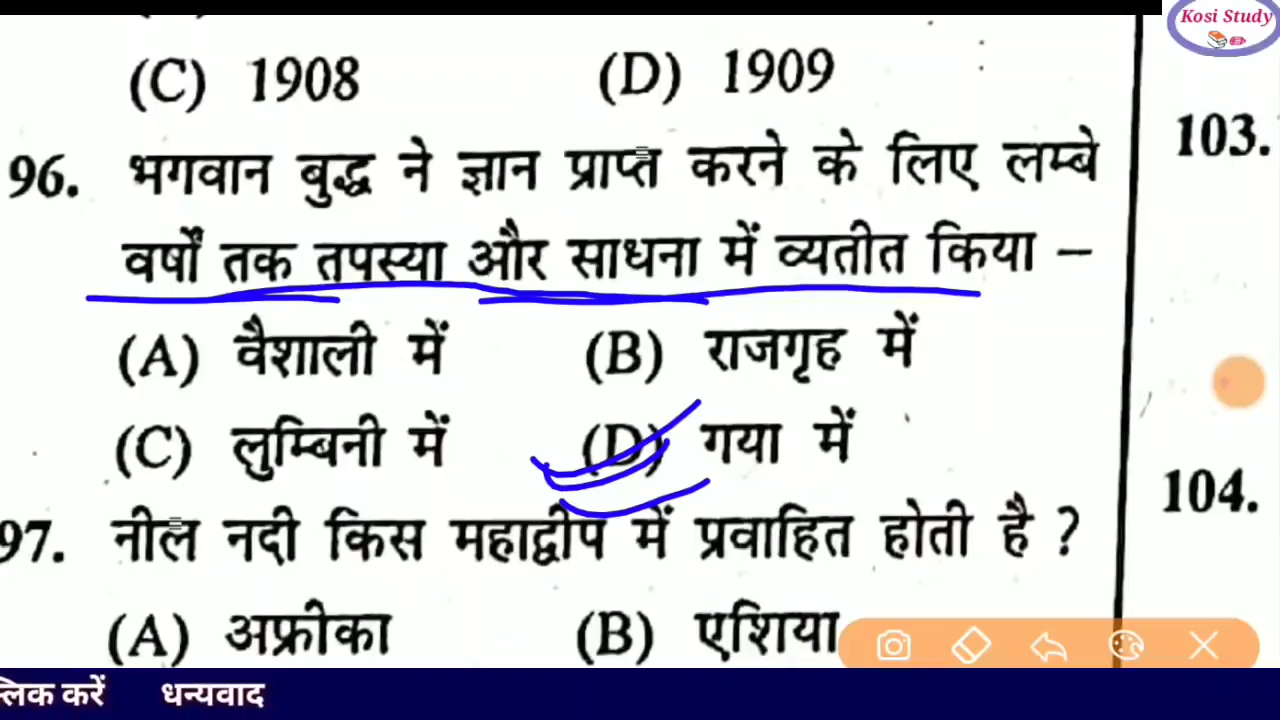 Kosi Study
(C) 1908 (D) 1909
96. भगवान बुद्ध ने ज्ञान प्राप्त करने के लिए लम्बे
वर्षों तक तपस्या और साधना में व्यतीत किया –
(A) वैशाली में (B) राजगृह में
(C) लुम्बिनी में (D) गया में
97. नील नदी किस महाद्वीप में प्रवाहित होती है ?
(A) अफ्रीका (B) एशिया
103.
104.
लिक करें धन्यवाद